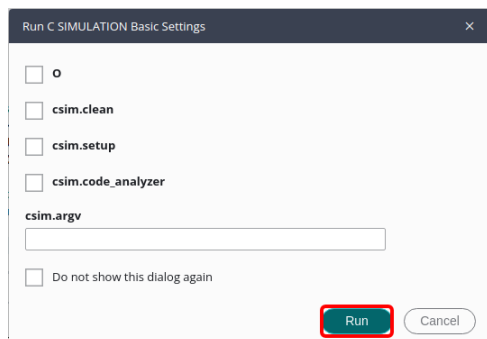 Run C SIMULATION Basic Settings
O
csim.clean
csim.setup
csim.code_analyzer
csim.argv
Do not show this dialog again
Run Cancel